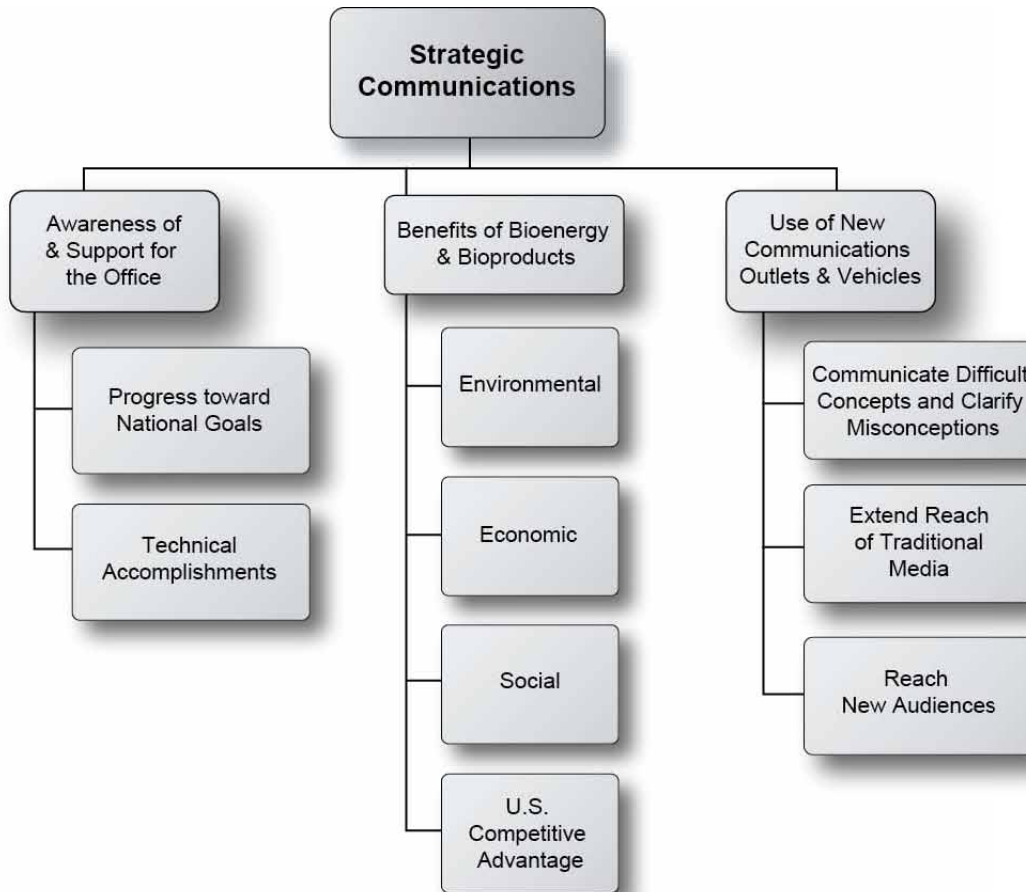 Strategic
Communications
Awareness of
& Support for
the Office
Progress toward
National Goals
Technical
Accomplishments
Benefits of Bioenergy
& Bioproducts
Environmental
Economic
Social
U.S.
Competitive
Advantage
Use of New
Communications
Outlets & Vehicles
Communicate Difficult
Concepts and Clarify
Misconceptions
Extend Reach
of Traditional
Media
Reach
New Audiences